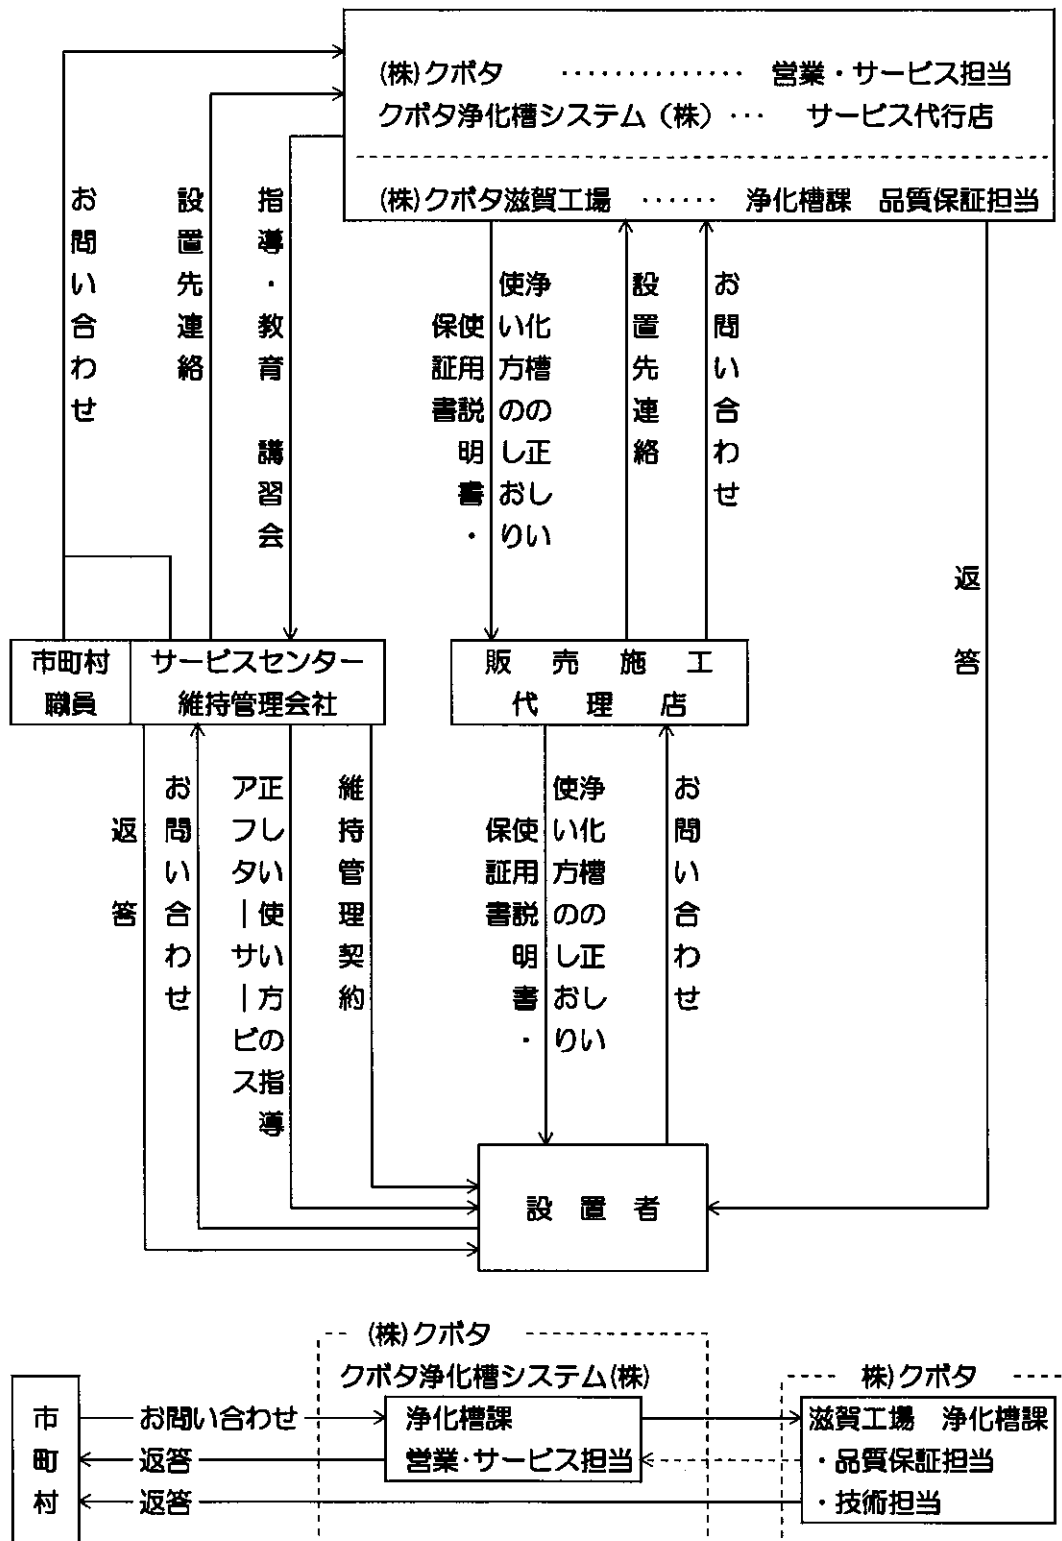 (株)クボタ ･･････････････ 営業・サービス担当
クボタ浄化槽システム（株）･･･ サービス代行店
(株)クボタ滋賀工場 ･･････ 浄化槽課 品質保証担当
お問い合わせ
設置先連絡
指導・教育 講習会
浄化槽の正しい
使い方のしおり
使用説明書・
保証書
設置先連絡
お問い合わせ
返答
市町村
職員
サービスセンター
維持管理会社
販売施工
代理店
返答
お問い合わせ
正しい使い方の指導
アフターサービス
維持管理契約
浄化槽の正しい
使い方のしおり
使用説明書・
保証書
お問い合わせ
設置者
(株)クボタ
クボタ浄化槽システム(株)
株)クボタ
市町村
お問い合わせ
返答
返答
浄化槽課
営業･サービス担当
滋賀工場 浄化槽課
・品質保証担当
・技術担当